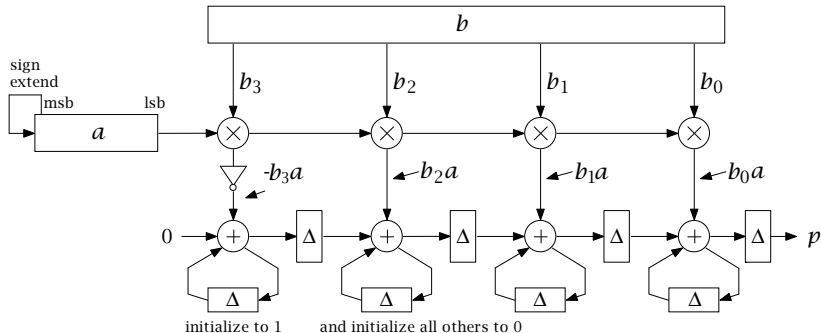 b
sign
extend
msb
lsb
a
b₃
b₂
b₁
b₀
×
×
×
×
-b₃a
b₂a
b₁a
b₀a
0
+
Δ
+
Δ
+
Δ
+
Δ
p
Δ
Δ
Δ
Δ
initialize to 1
and initialize all others to 0